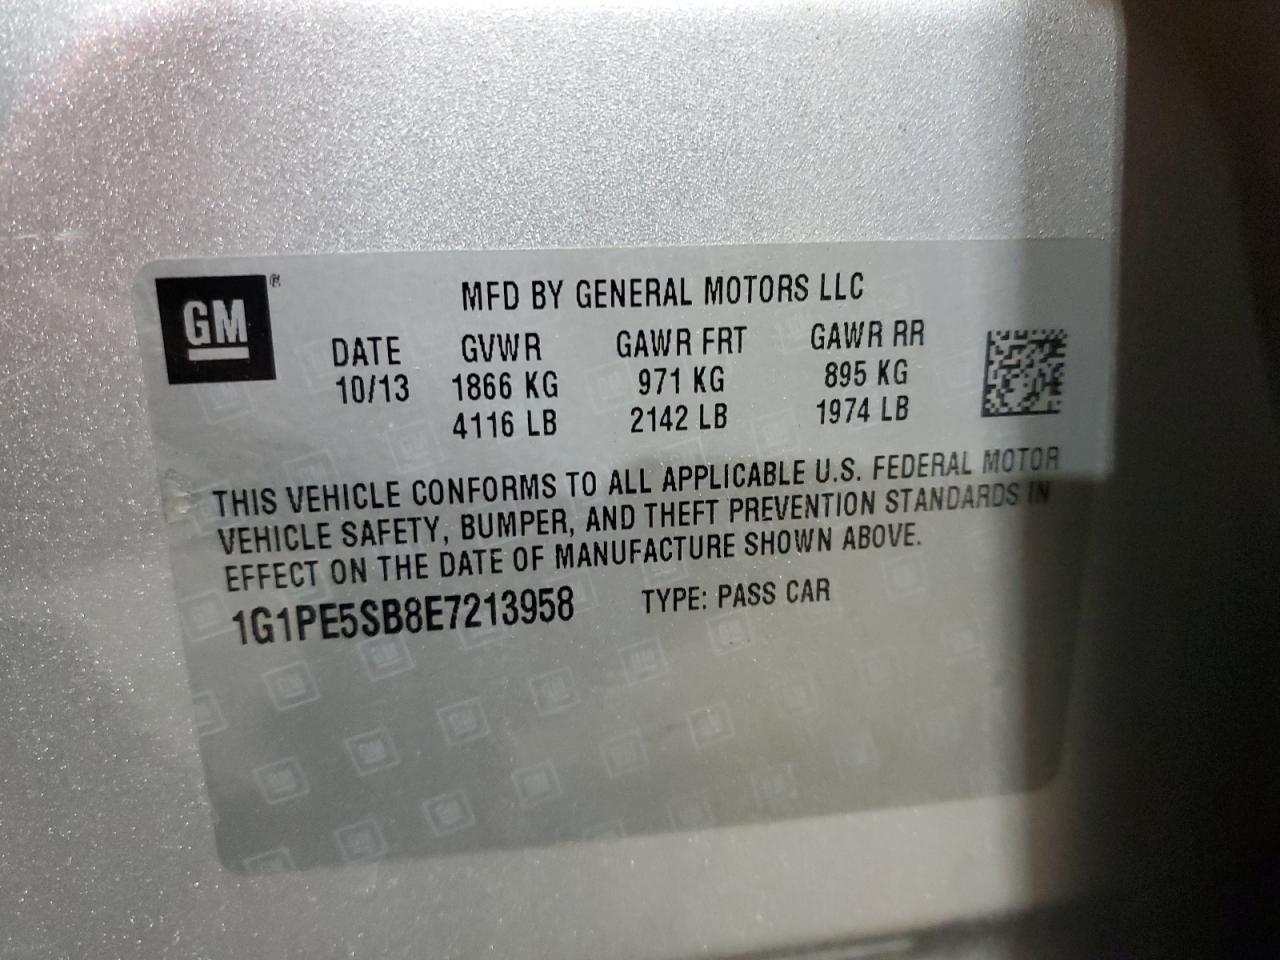 GM ®
MFD BY GENERAL MOTORS LLC
DATE GVWR GAWR FRT GAWR RR
10/13 1866 KG 971 KG 895 KG
4116 LB 2142 LB 1974 LB
THIS VEHICLE CONFORMS TO ALL APPLICABLE U.S. FEDERAL MOTOR
VEHICLE SAFETY, BUMPER, AND THEFT PREVENTION STANDARDS IN
EFFECT ON THE DATE OF MANUFACTURE SHOWN ABOVE.
1G1PE5SB8E7213958 TYPE: PASS CAR